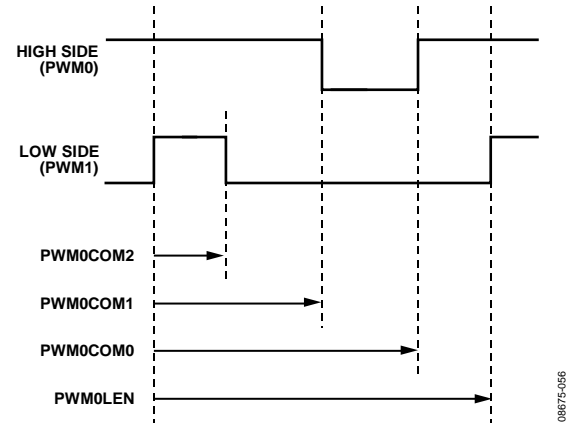 HIGH SIDE
(PWM0)
LOW SIDE
(PWM1)
PWM0COM2
PWM0COM1
PWM0COM0
PWM0LEN
08675-056